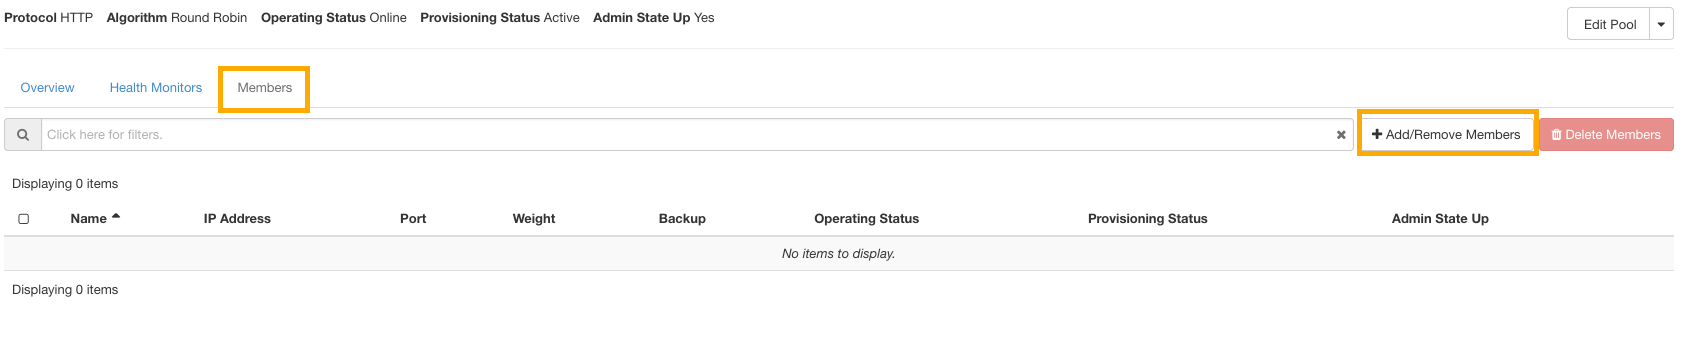 Protocol HTTP Algorithm Round Robin Operating Status Online Provisioning Status Active Admin State Up Yes
Edit Pool
Overview Health Monitors Members
Click here for filters. Add/Remove Members Delete Members
Displaying 0 items
Name IP Address Port Weight Backup Operating Status Provisioning Status Admin State Up
No items to display.
Displaying 0 items